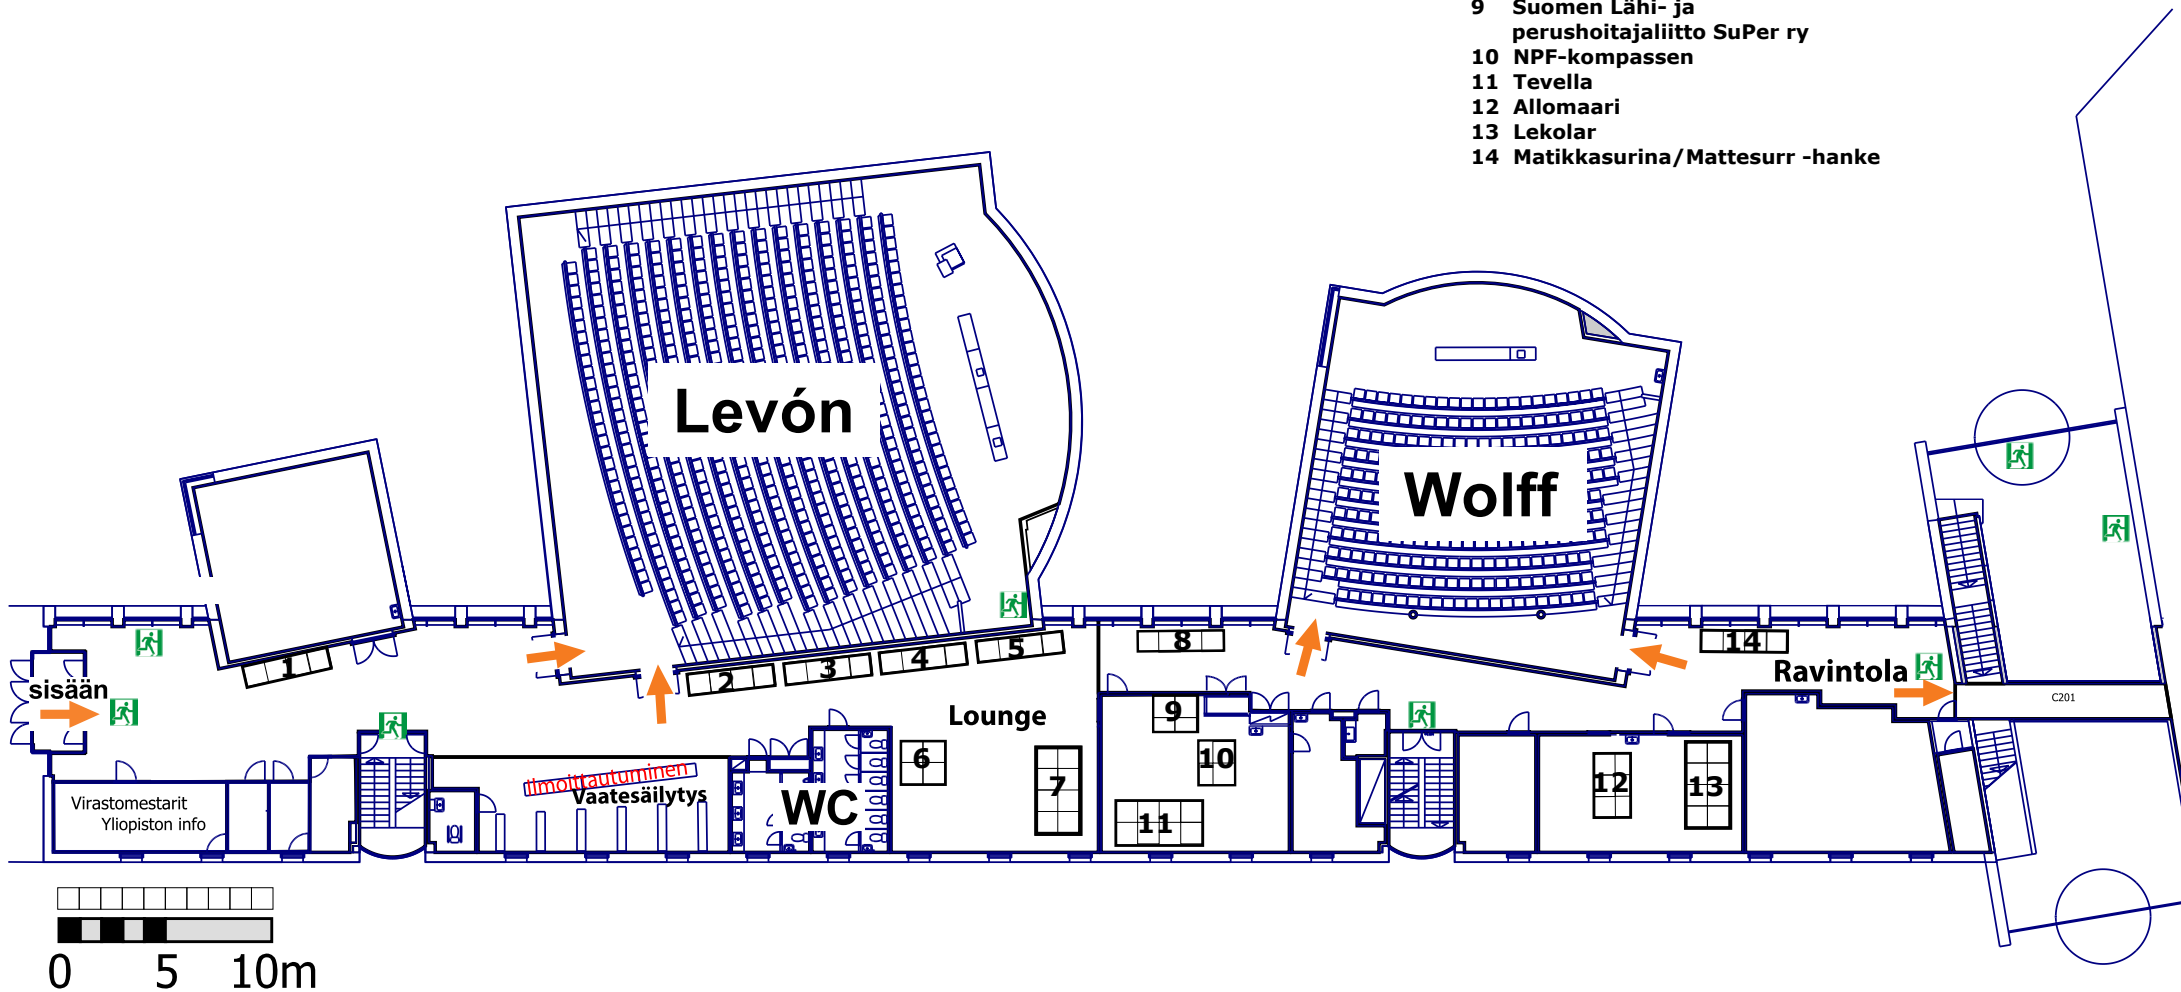 9 Suomen Lähi- ja
perushoitajaliitto SuPer ry
10 NPF-kompassen
11 Tevella
12 Allomaari
13 Lekolar
14 Matikkasurina/Mattesurr -hanke
Levón
Wolff
1
2
3
4
5
8
14
sisään
Ravintola
C201
Lounge
6
7
9
10
11
12
13
Ilmoittautuminen
Vaatesäilytys
WC
Virastomestarit
Yliopiston info
0 5 10m